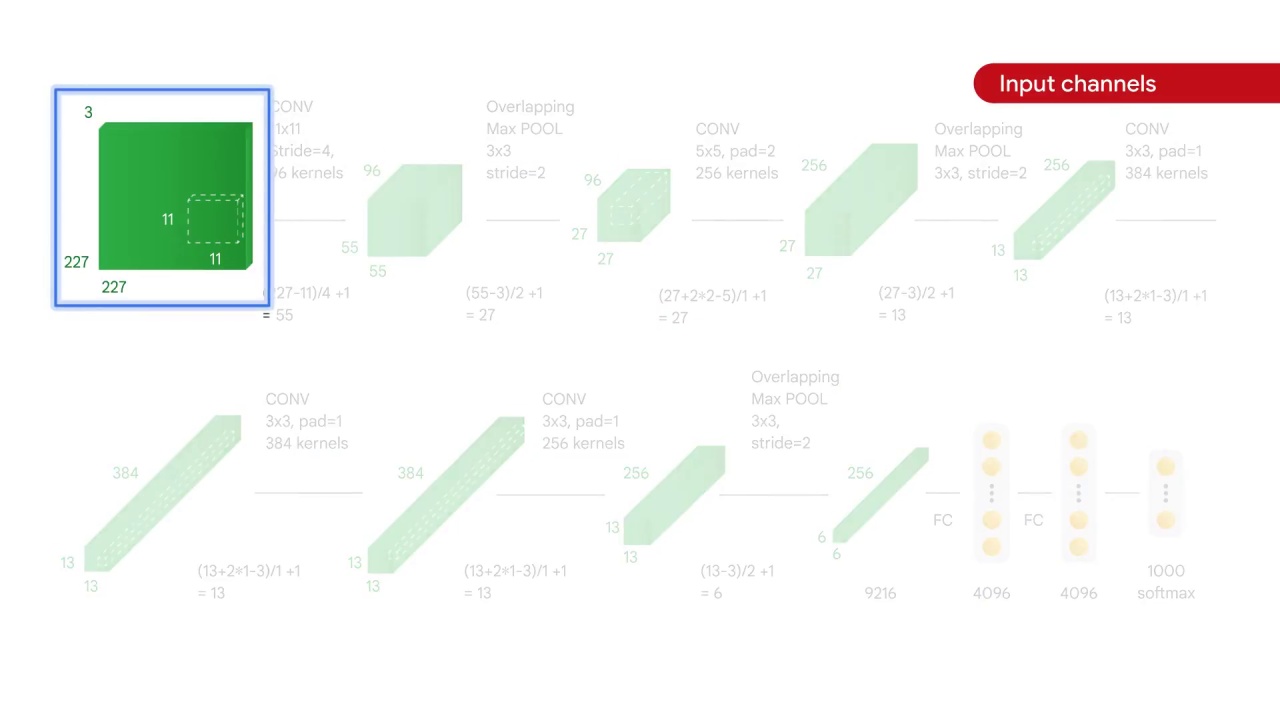 Input channels
3
11
11
227
227
CONV
1x11
Stride=4,
96 kernels
(227-11)/4 +1
= 55
96
55
55
Overlapping
Max POOL
3x3
stride=2
(55-3)/2 +1
= 27
96
27
27
CONV
5x5, pad=2
256 kernels
(27+2*2-5)/1 +1
= 27
256
27
27
Overlapping
Max POOL
3x3, stride=2
(27-3)/2 +1
= 13
256
13
13
CONV
3x3, pad=1
384 kernels
(13+2*1-3)/1 +1
= 13
384
13
13
CONV
3x3, pad=1
384 kernels
(13+2*1-3)/1 +1
= 13
384
13
13
CONV
3x3, pad=1
256 kernels
(13+2*1-3)/1 +1
= 13
256
13
13
Overlapping
Max POOL
3x3,
stride=2
(13-3)/2 +1
= 6
256
6
6
9216
FC
4096
FC
4096
1000
softmax